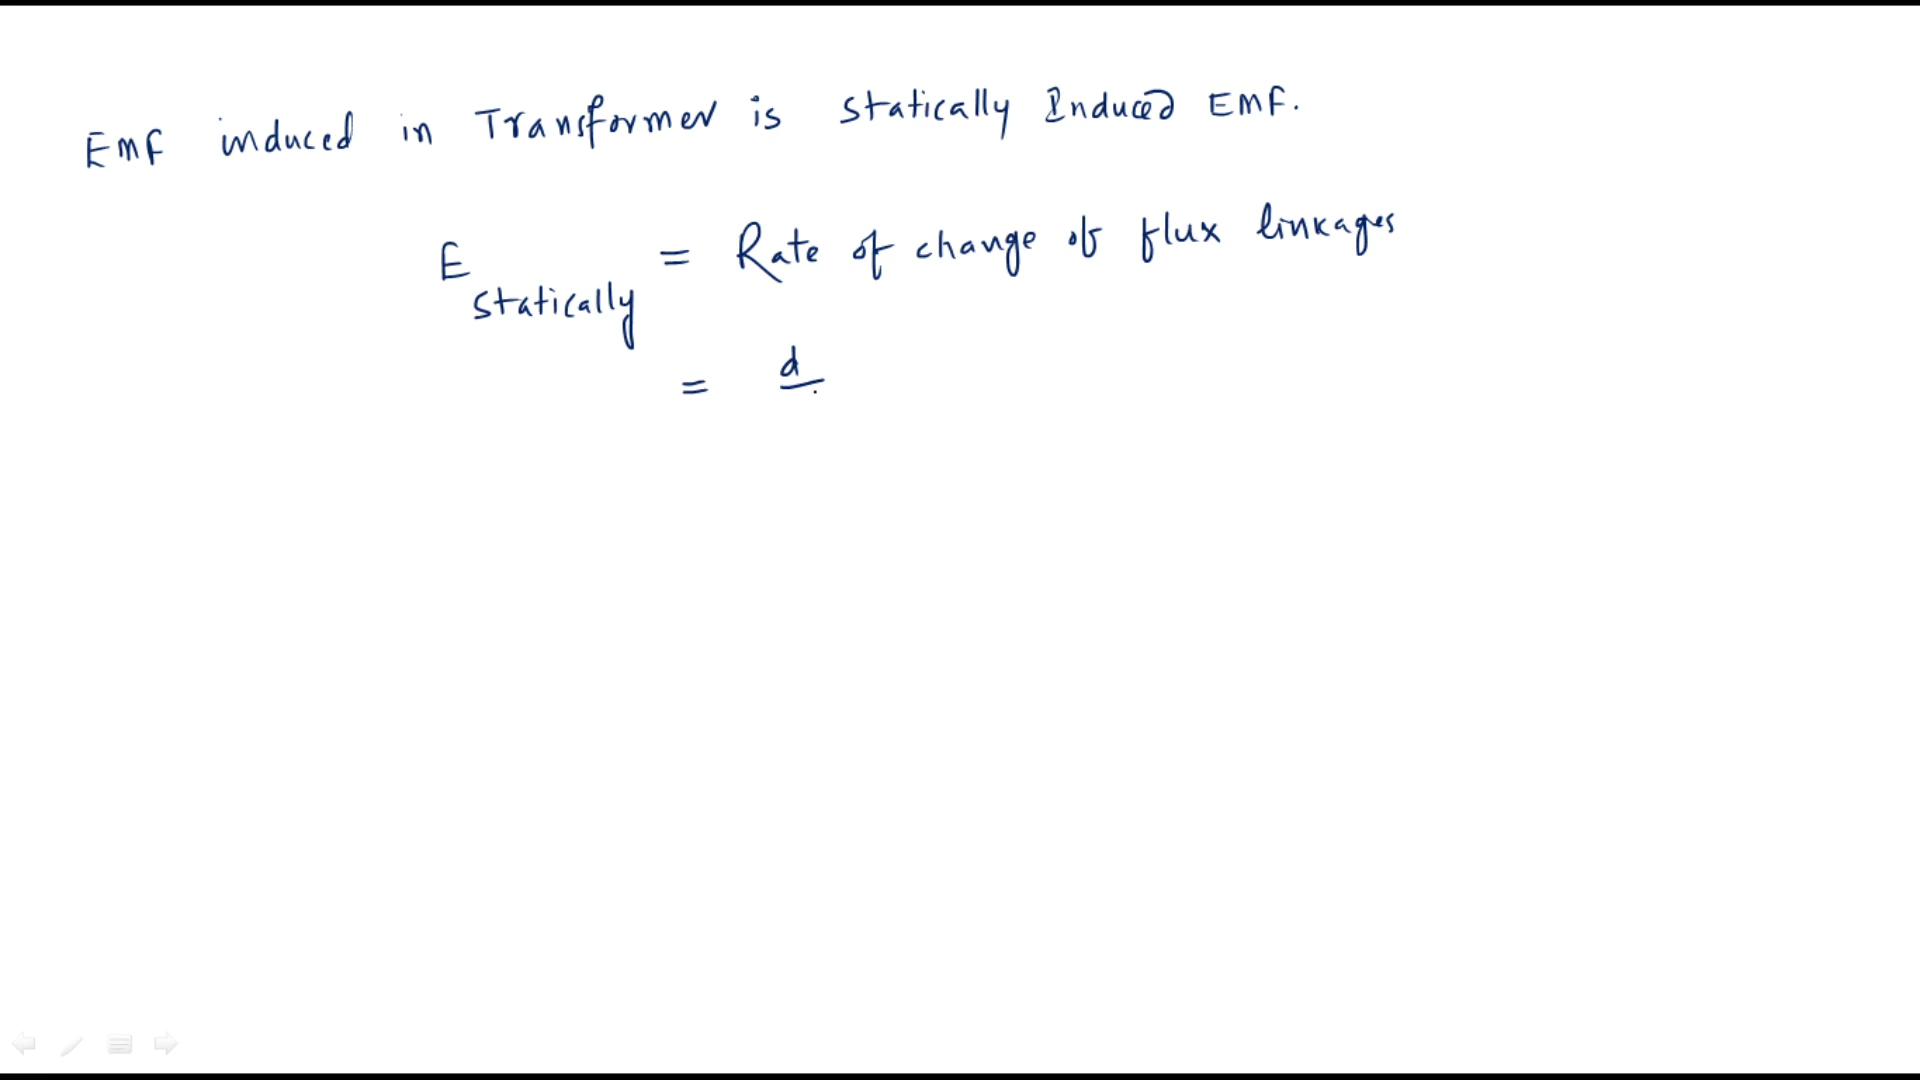 EMF induced in Transformer is statically Induced EMF.
E statically = Rate of change of flux linkages
= d